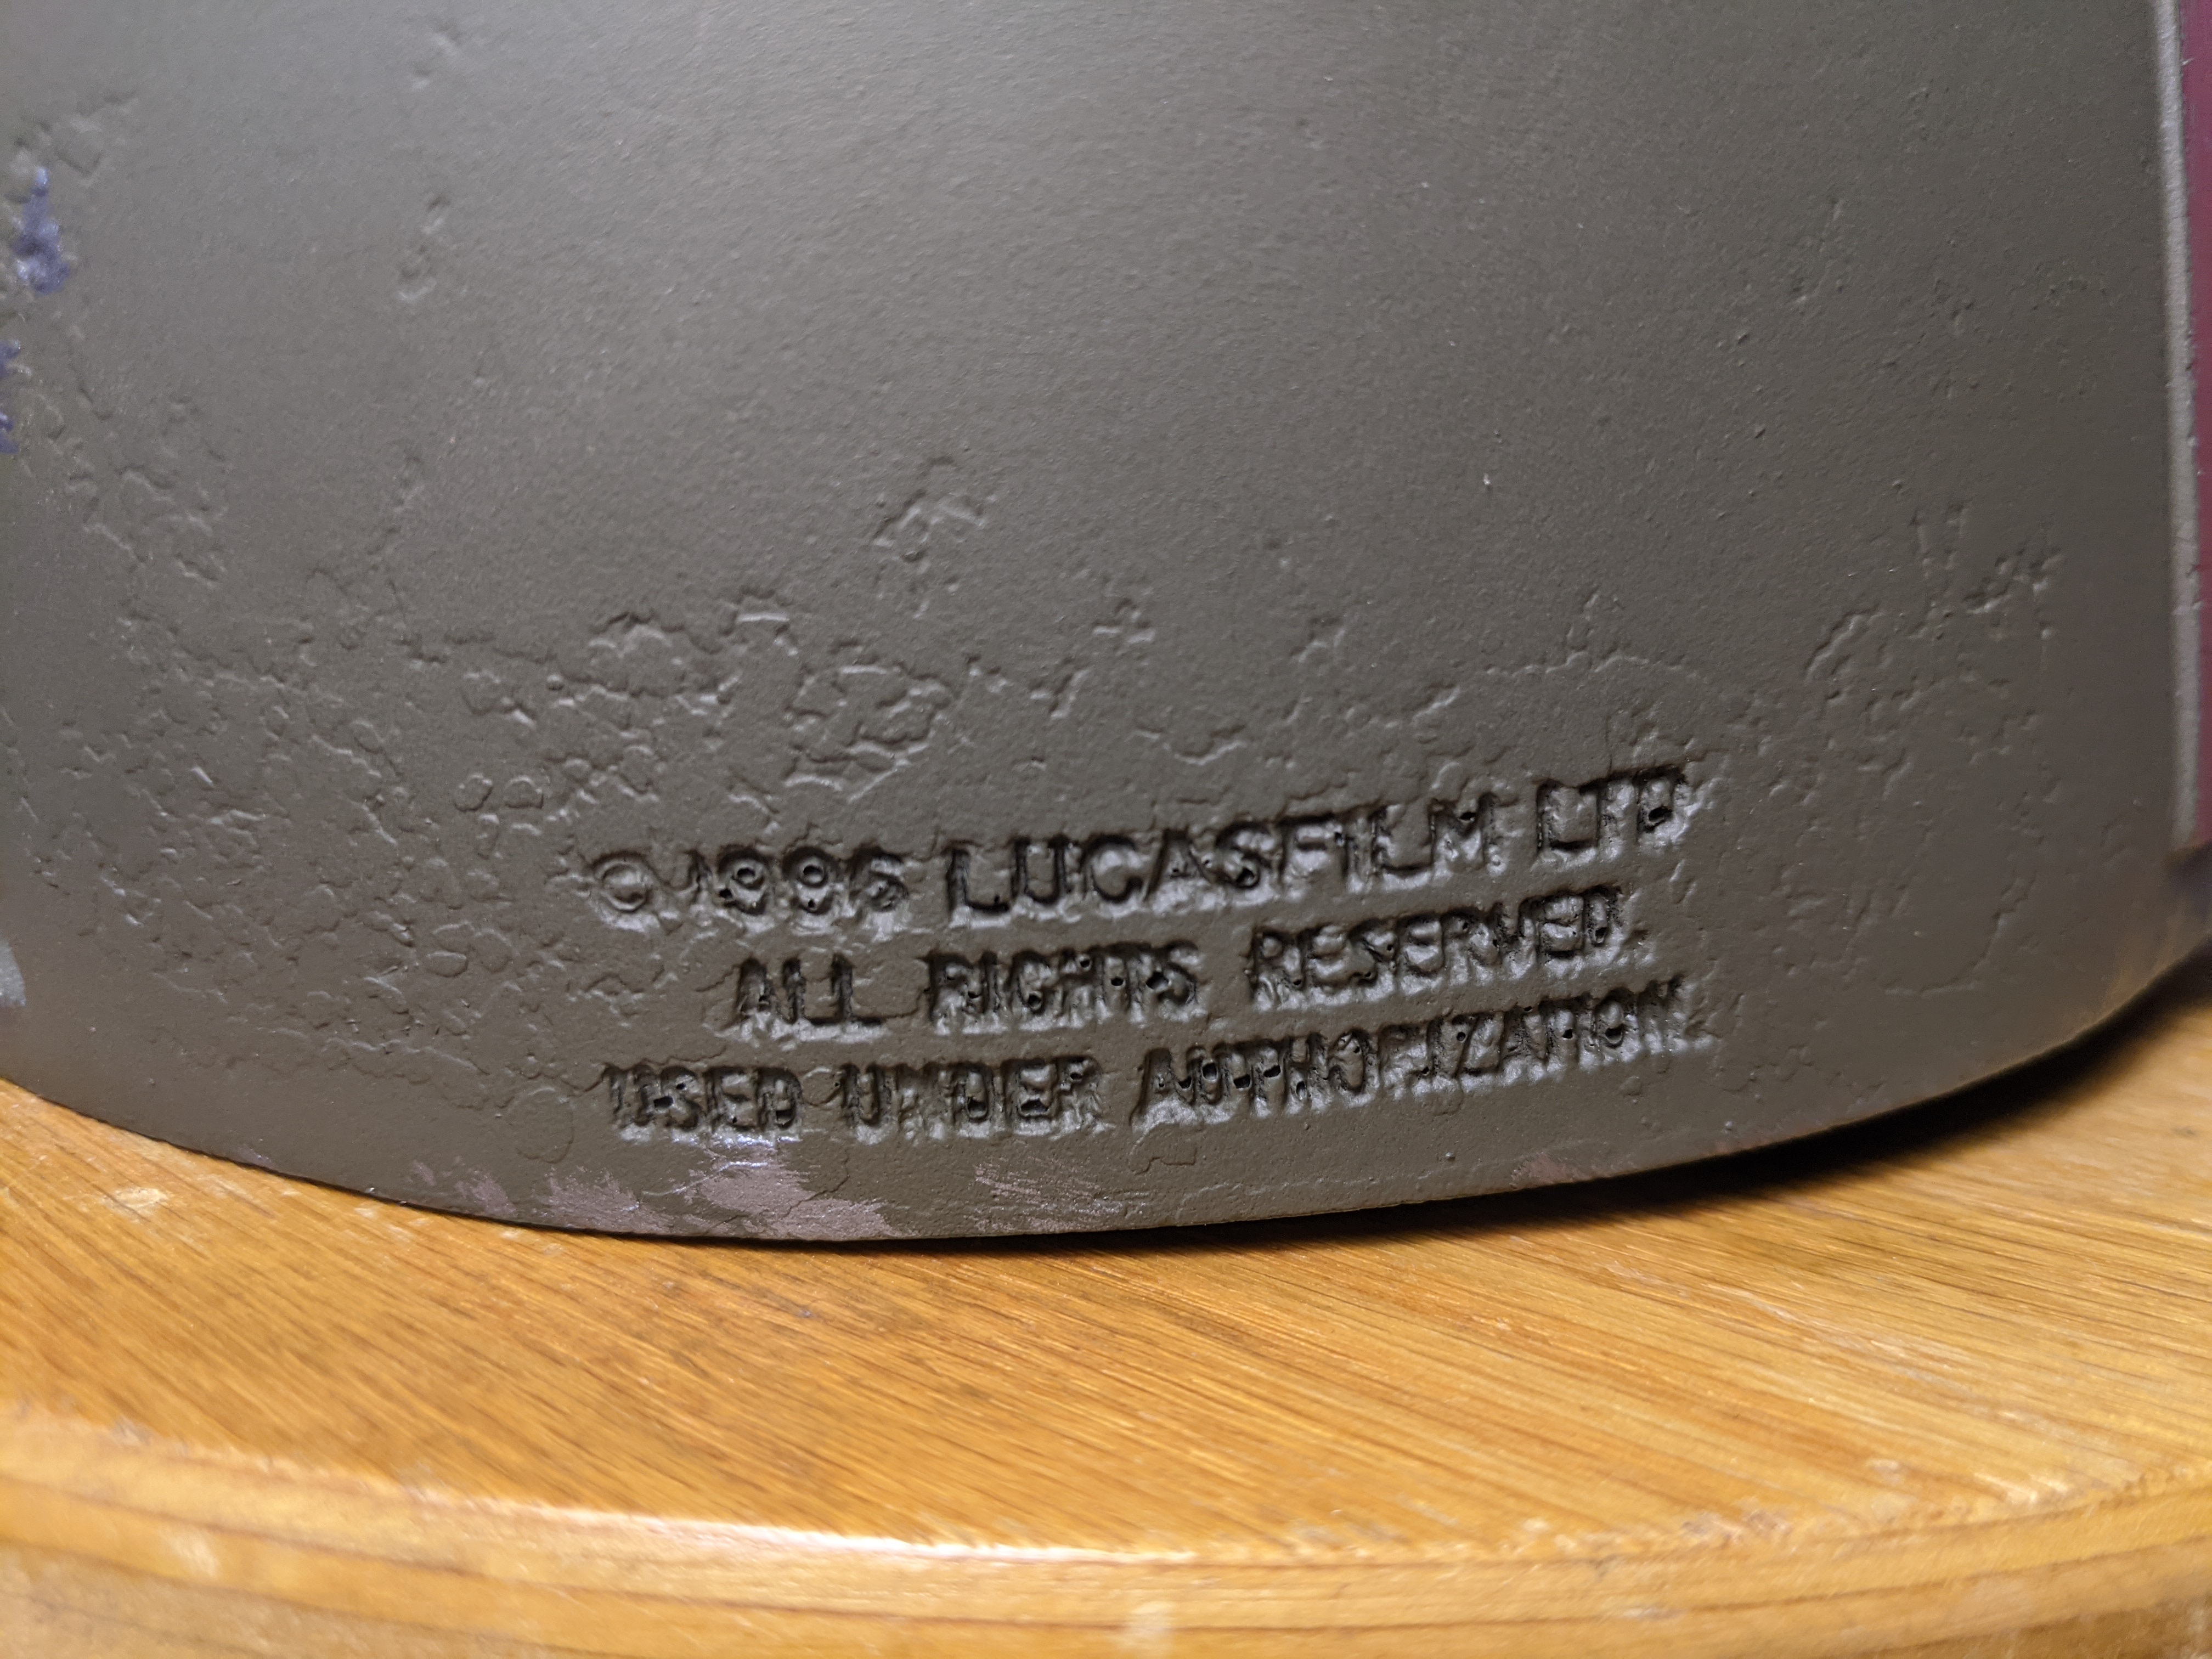 © 1996 LUCASFILM LTD
ALL RIGHTS RESERVED.
USED UNDER AUTHORIZATION.